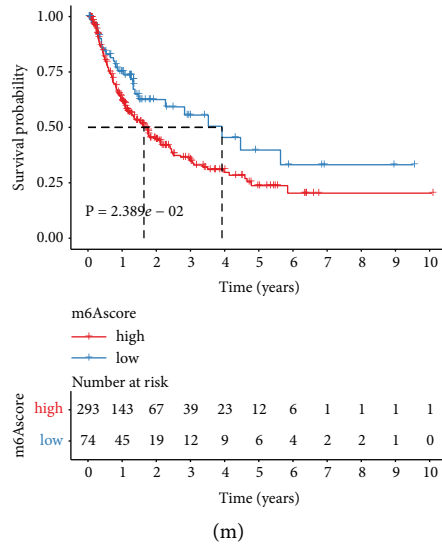 1.00
0.75
0.50
0.25
0.00
Survival probability
P = 2.389e − 02
0 1 2 3 4 5 6 7 8 9 10
Time (years)
m6Ascore
high
low
Number at risk
m6Ascore
high 293 143 67 39 23 12 6 1 1 1 1
low 74 45 19 12 9 6 4 2 2 1 0
0 1 2 3 4 5 6 7 8 9 10
Time (years)
(m)